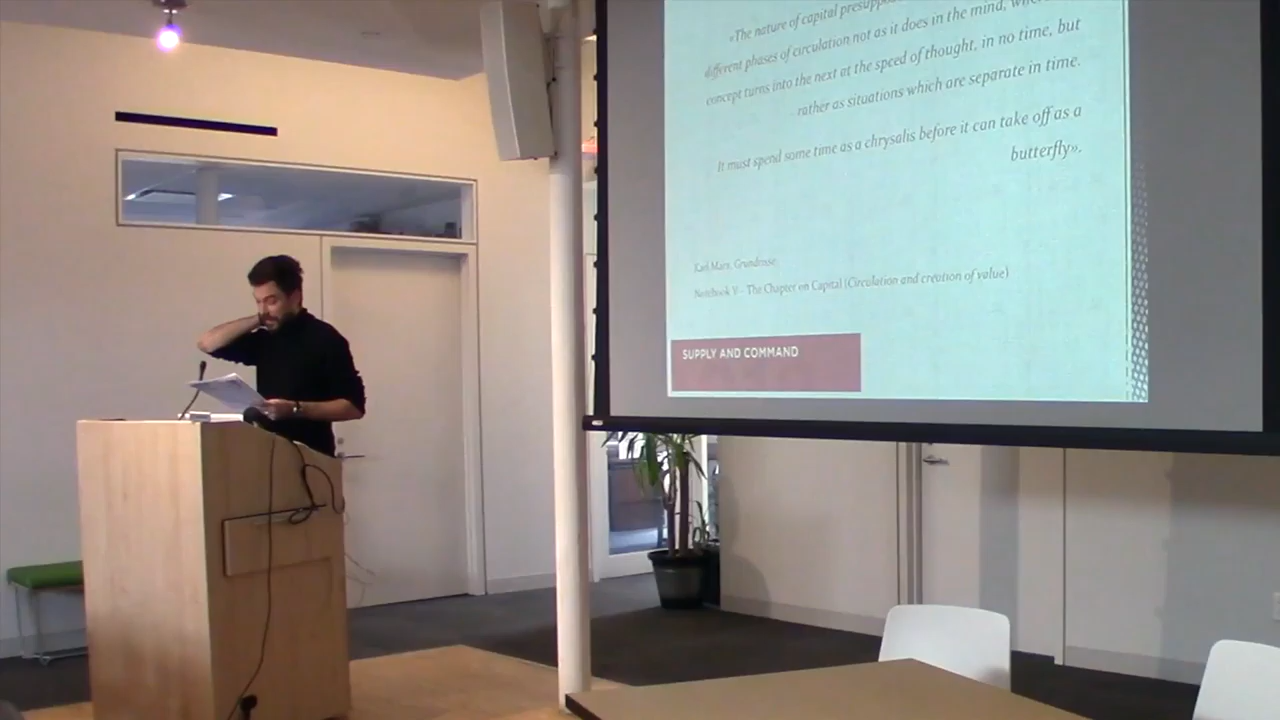 «The nature of capital presuppo
different phases of circulation not as it does in the mind, where
concept turns into the next at the speed of thought, in no time, but
rather as situations which are separate in time.
It must spend some time as a chrysalis before it can take off as a
butterfly».
Karl Marx, Grundrisse,
Notebook V – The Chapter on Capital (Circulation and creation of value)
SUPPLY AND COMMAND